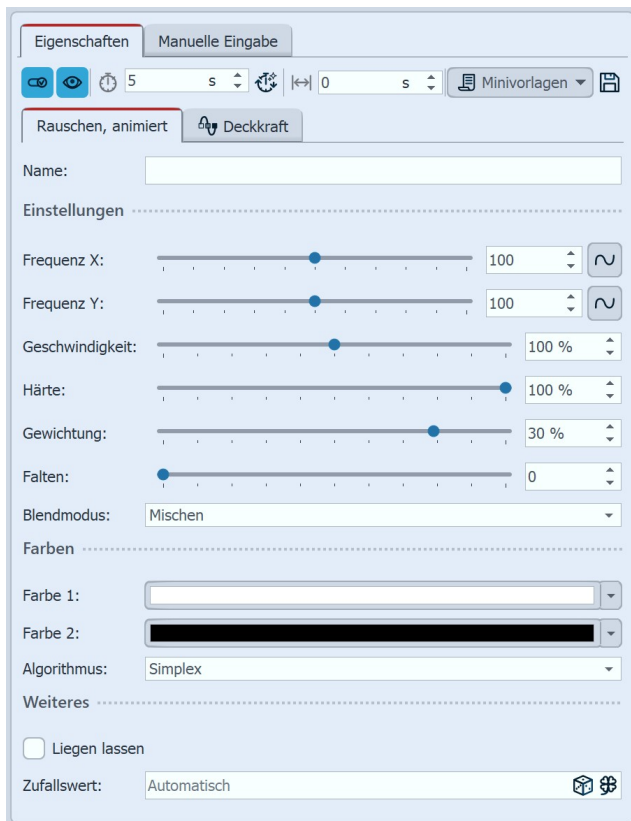 Eigenschaften Manuelle Eingabe
5 s 0 s Minivorlagen
Rauschen, animiert Deckkraft
Name:
Einstellungen
Frequenz X: 100
Frequenz Y: 100
Geschwindigkeit: 100 %
Härte: 100 %
Gewichtung: 30 %
Falten: 0
Blendmodus: Mischen
Farben
Farbe 1:
Farbe 2:
Algorithmus: Simplex
Weiteres
Liegen lassen
Zufallswert: Automatisch